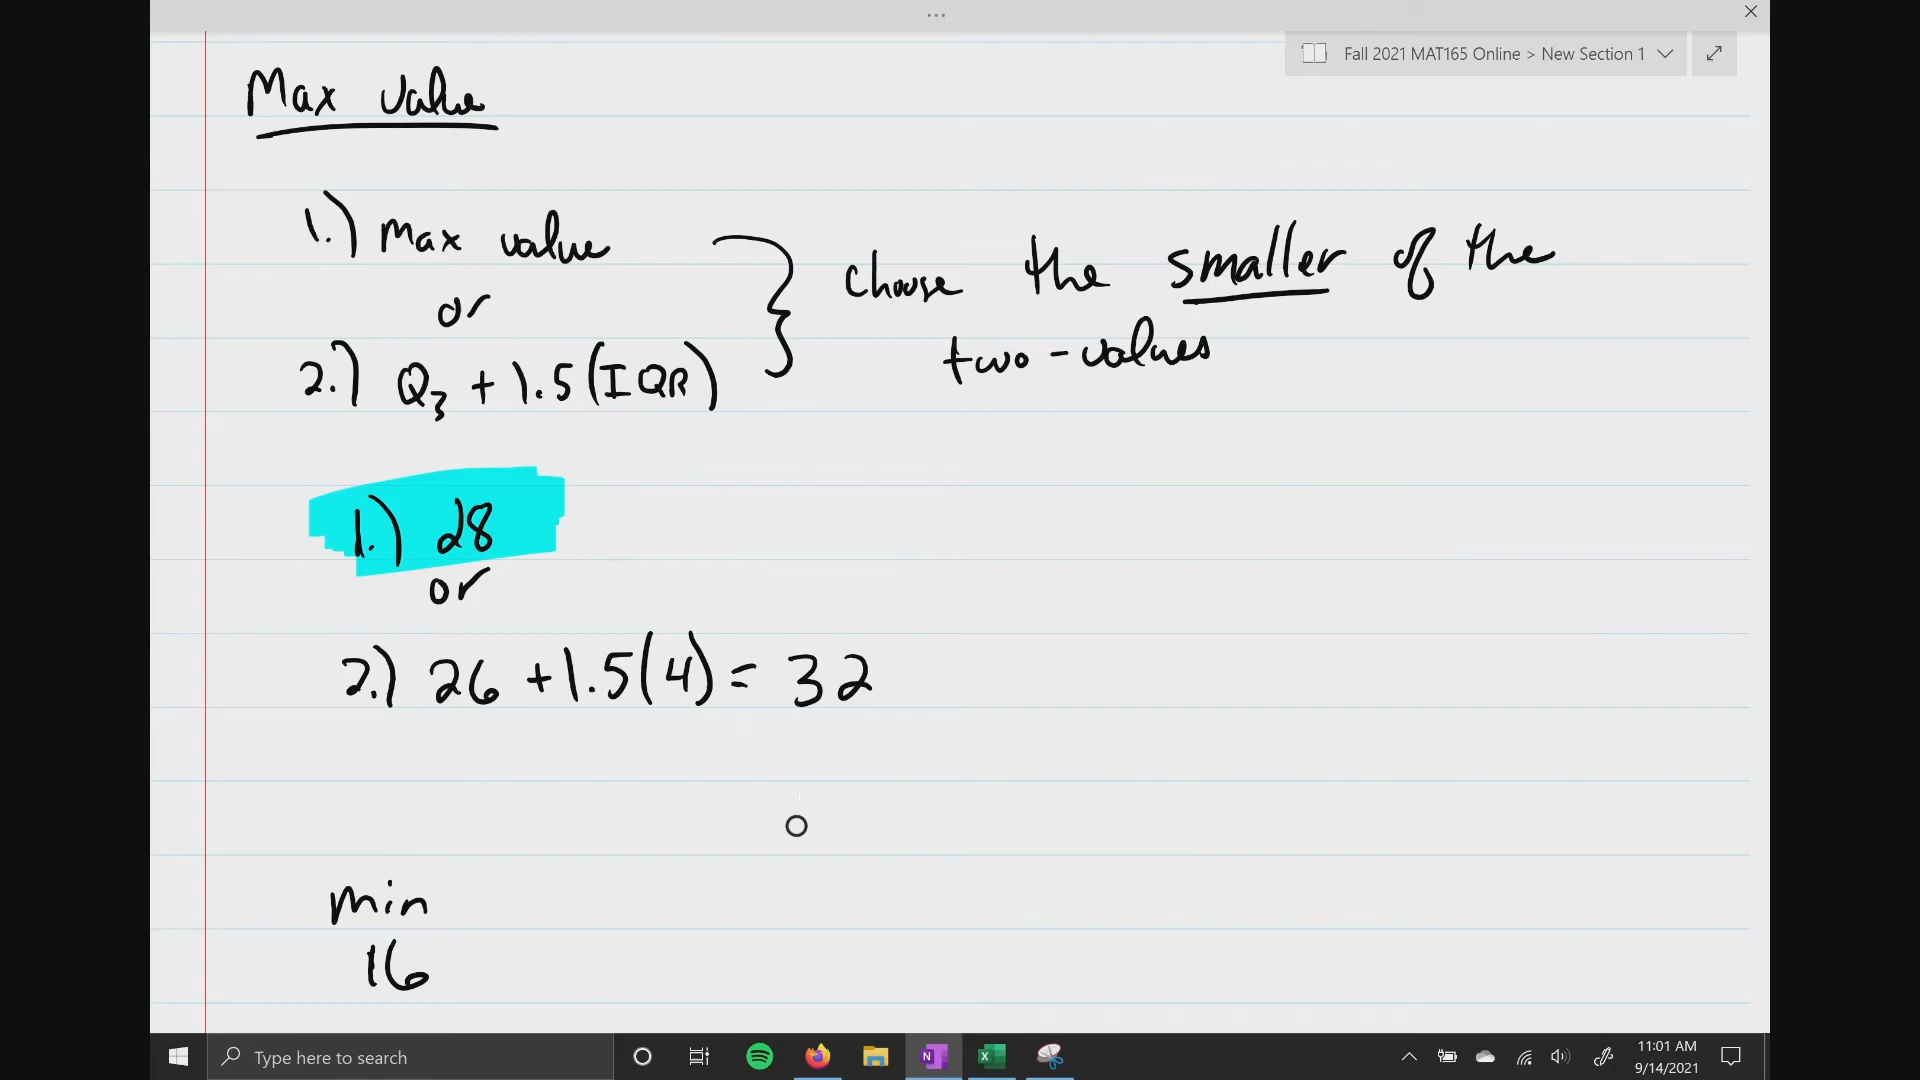 Fall 2021 MAT165 Online > New Section 1
Max value
1.) Max value
or
2.) Q3 + 1.5(IQR)
choose the smaller of the
two-values
1.) 28
or
2.) 26 + 1.5(4) = 32
min
16
Type here to search
11:01 AM
9/14/2021